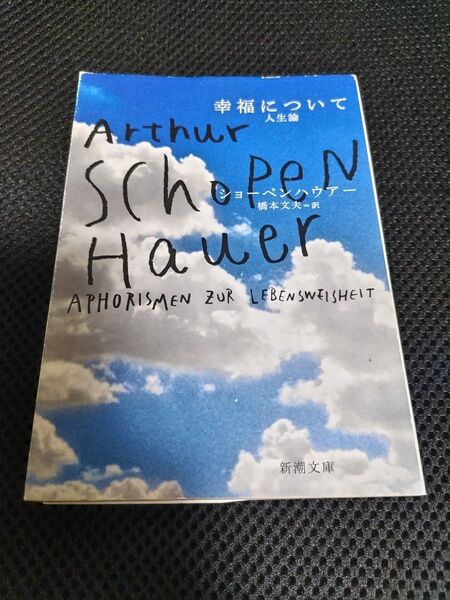 幸福について
人生論
Arthur
SCHOPEN
ショーペンハウアー
橋本文夫=訳
Hauer
APHORISMEN ZUR LEBENSWEISHEIT
新潮文庫